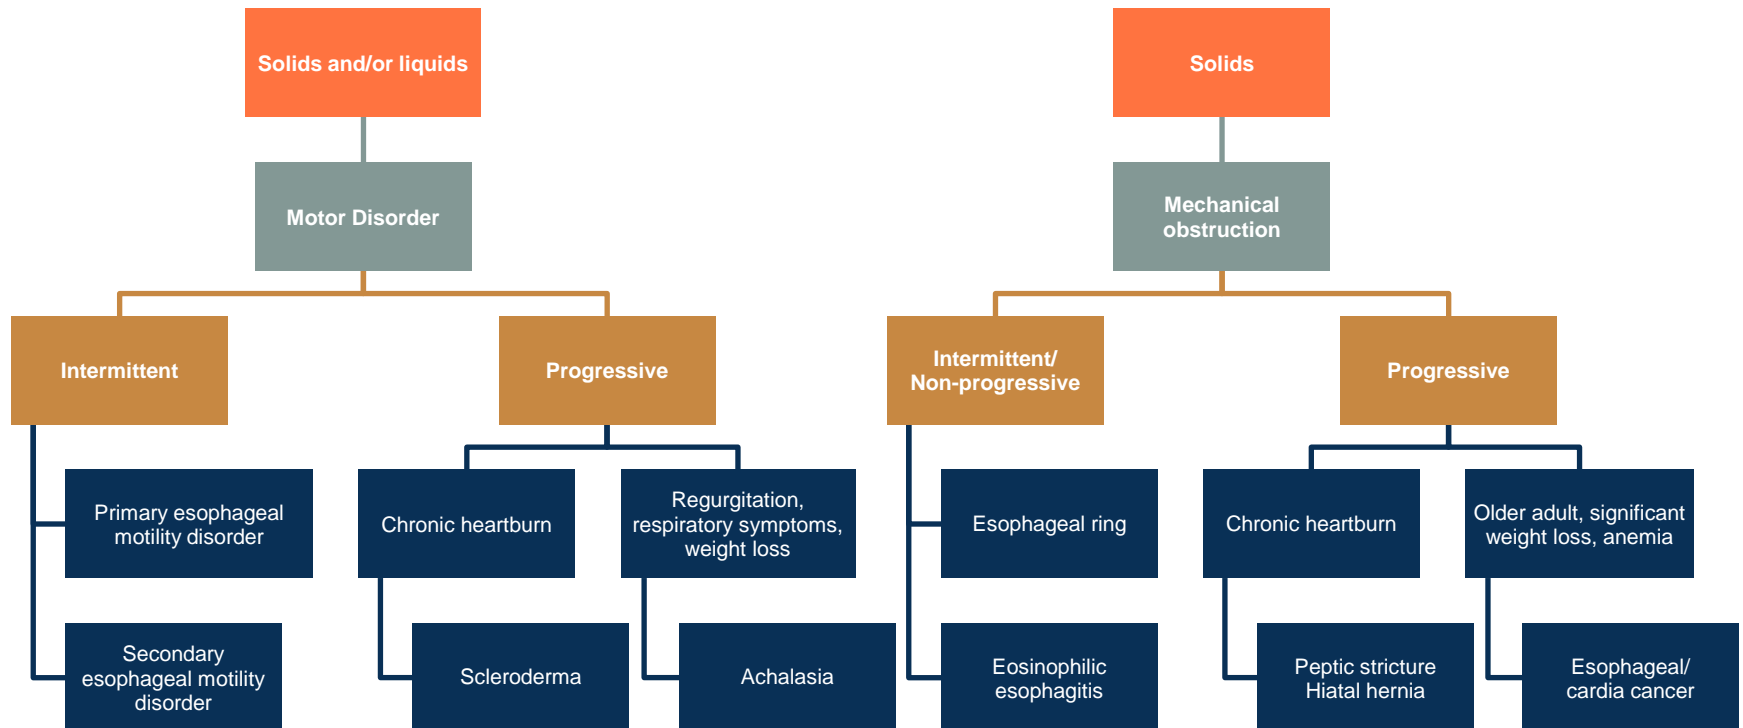 Solids and/or liquids
Solids
Motor Disorder
Mechanical
obstruction
Intermittent
Progressive
Intermittent/
Non-progressive
Progressive
Primary esophageal
motility disorder
Chronic heartburn
Regurgitation,
respiratory symptoms,
weight loss
Esophageal ring
Chronic heartburn
Older adult, significant
weight loss, anemia
Secondary
esophageal motility
disorder
Scleroderma
Achalasia
Eosinophilic
esophagitis
Peptic stricture
Hiatal hernia
Esophageal/
cardia cancer